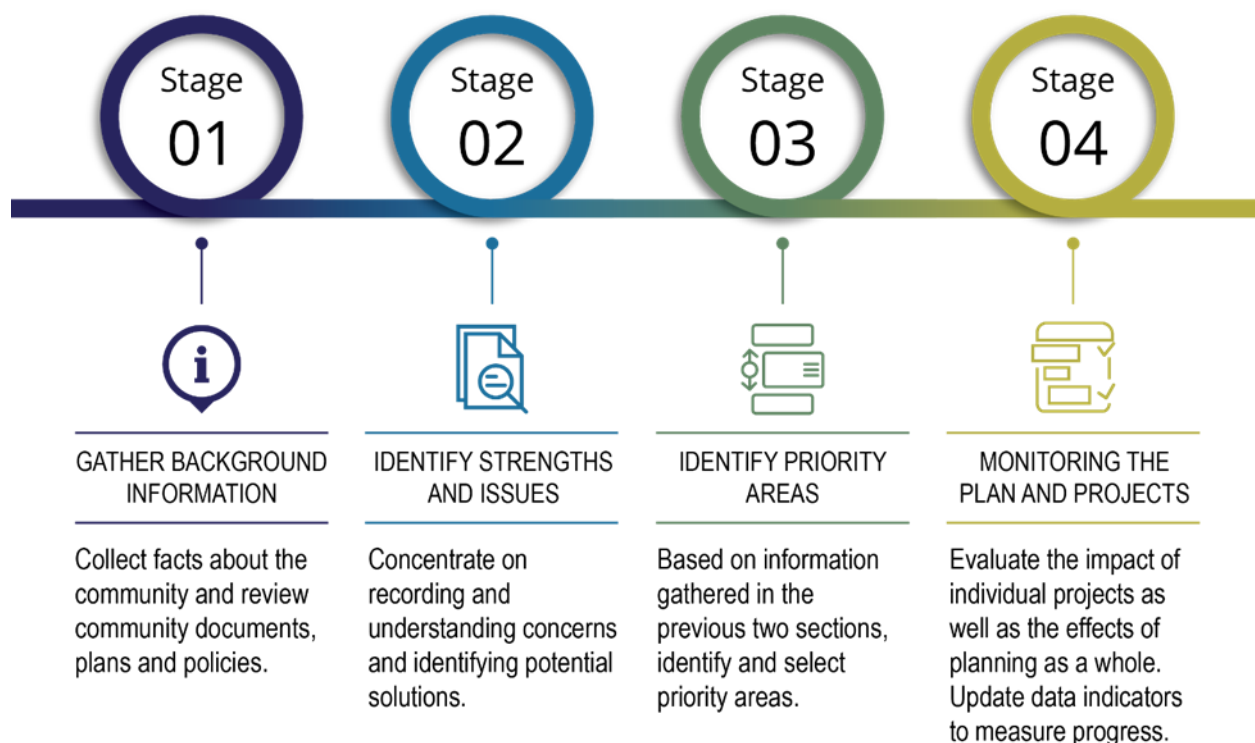 Stage
01
Stage
02
Stage
03
Stage
04
i
GATHER BACKGROUND
INFORMATION
Collect facts about the
community and review
community documents,
plans and policies.
IDENTIFY STRENGTHS
AND ISSUES
Concentrate on
recording and
understanding concerns
and identifying potential
solutions.
IDENTIFY PRIORITY
AREAS
Based on information
gathered in the
previous two sections,
identify and select
priority areas.
MONITORING THE
PLAN AND PROJECTS
Evaluate the impact of
individual projects as
well as the effects of
planning as a whole.
Update data indicators
to measure progress.